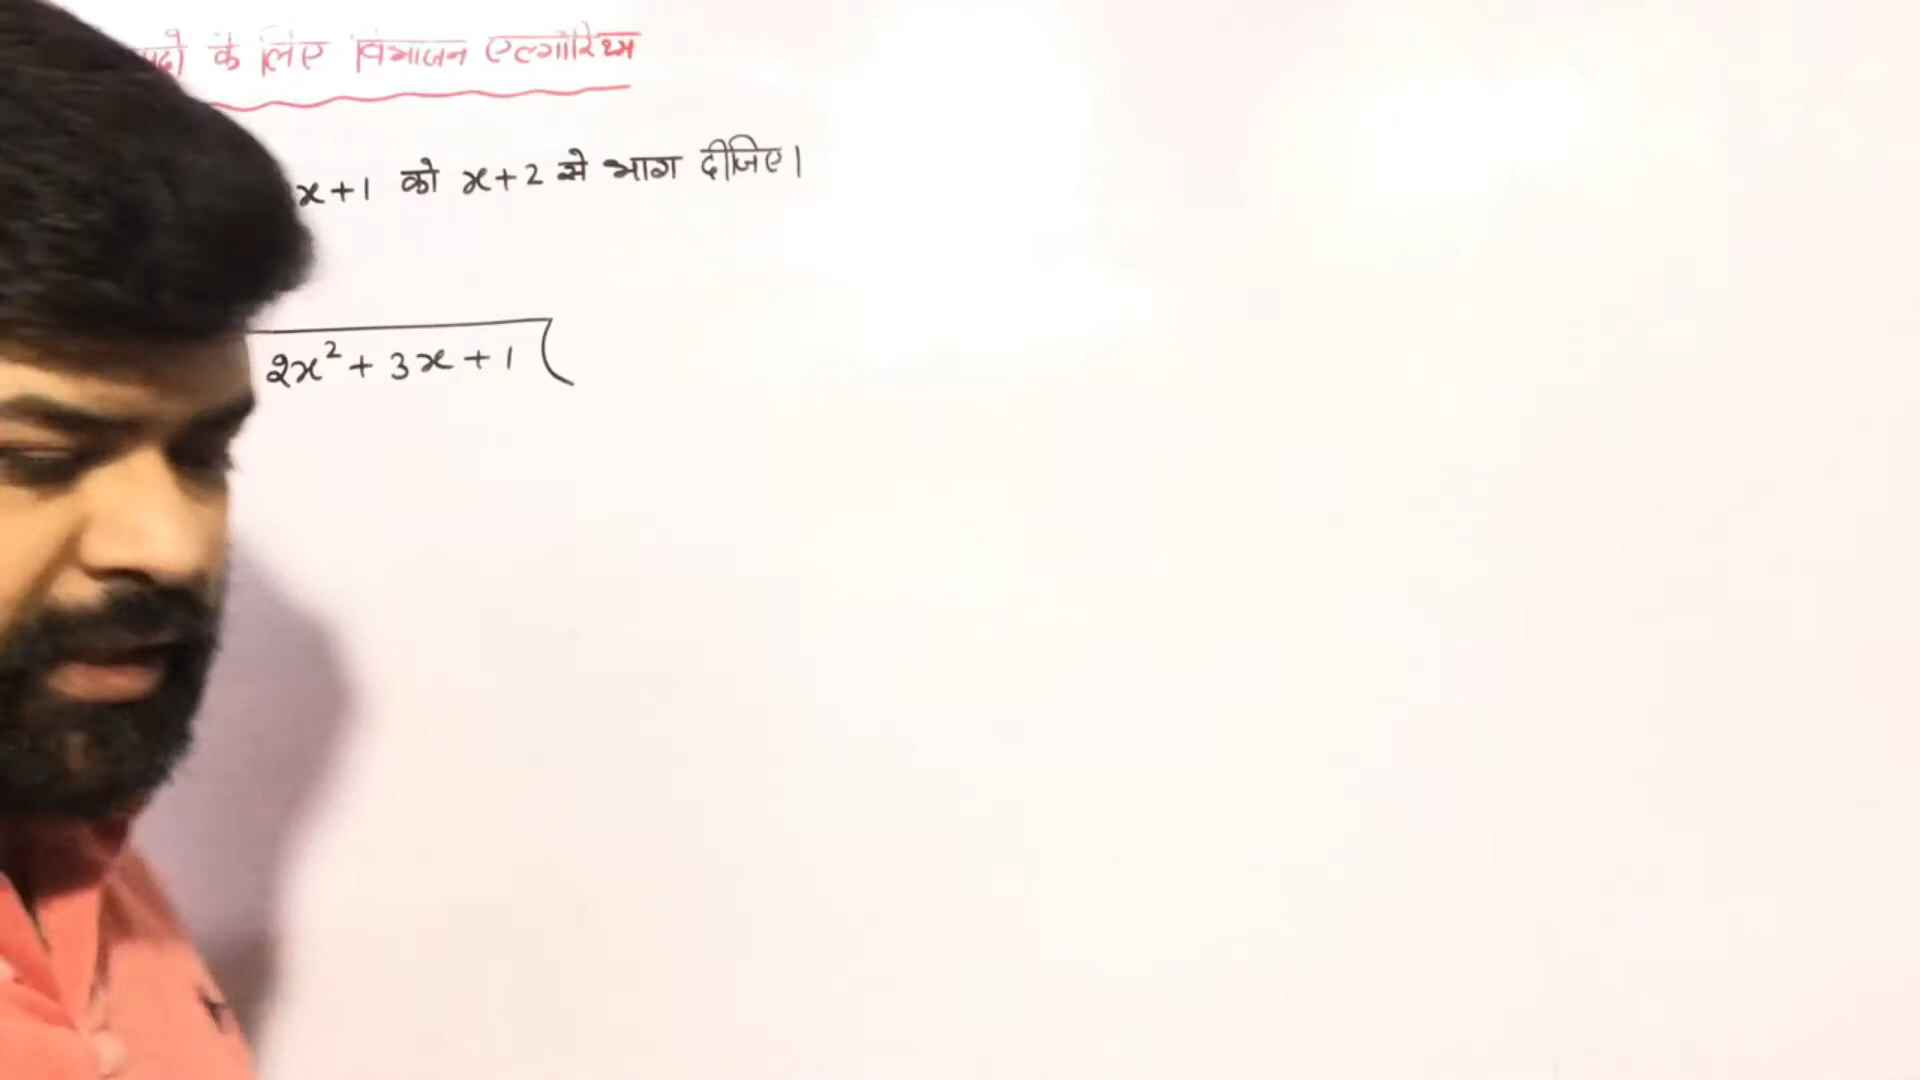 के लिए विभाजन एल्गोरिथ्म
x+1 को x+2 से भाग दीजिए।
2x² + 3x + 1